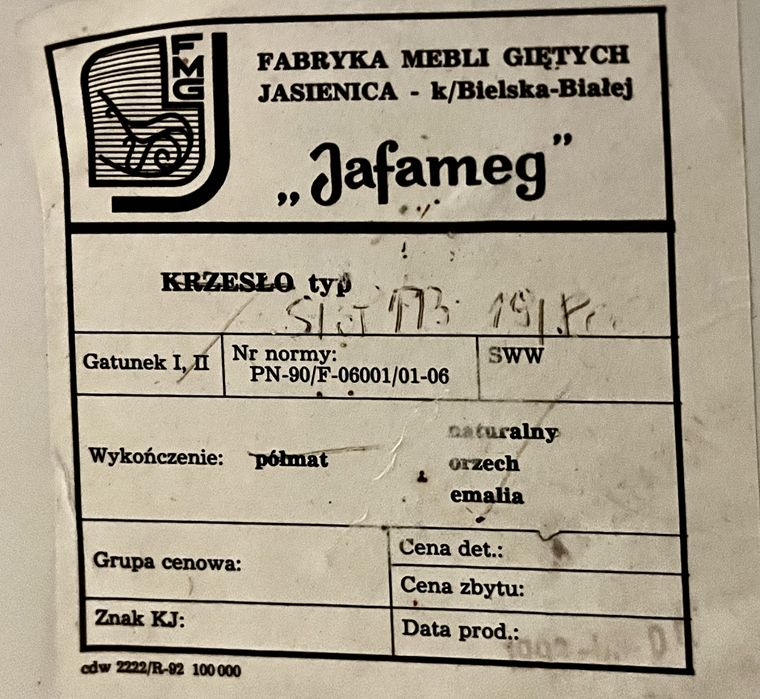 FMG
FABRYKA MEBLI GIĘTYCH
JASIENICA - k/Bielska-Białej
„Jafameg”
KRZESŁO typ
Gatunek I, II
Nr normy:
PN-90/F-06001/01-06
SWW
Wykończenie: półmat
naturalny
orzech
emalia
Grupa cenowa:
Cena det.:
Cena zbytu:
Znak KJ:
Data prod.:
cdw 2222/R-92 100 000